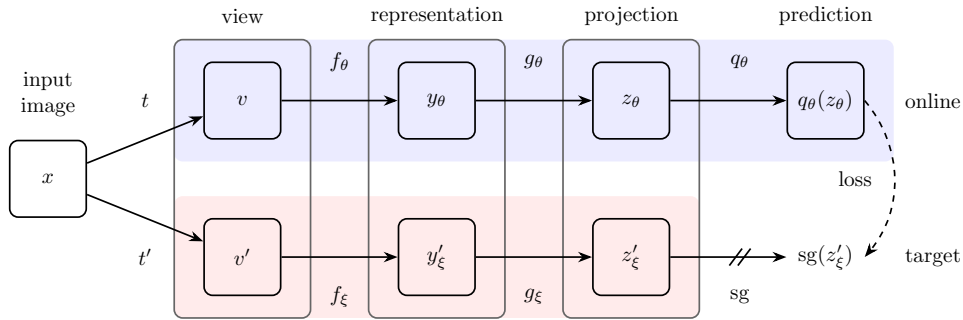 view
representation
projection
prediction
input
image
t
f_θ
g_θ
q_θ
v
y_θ
z_θ
q_θ(z_θ)
online
x
loss
t′
v′
y′_ξ
z′_ξ
sg(z′_ξ)
target
f_ξ
g_ξ
sg